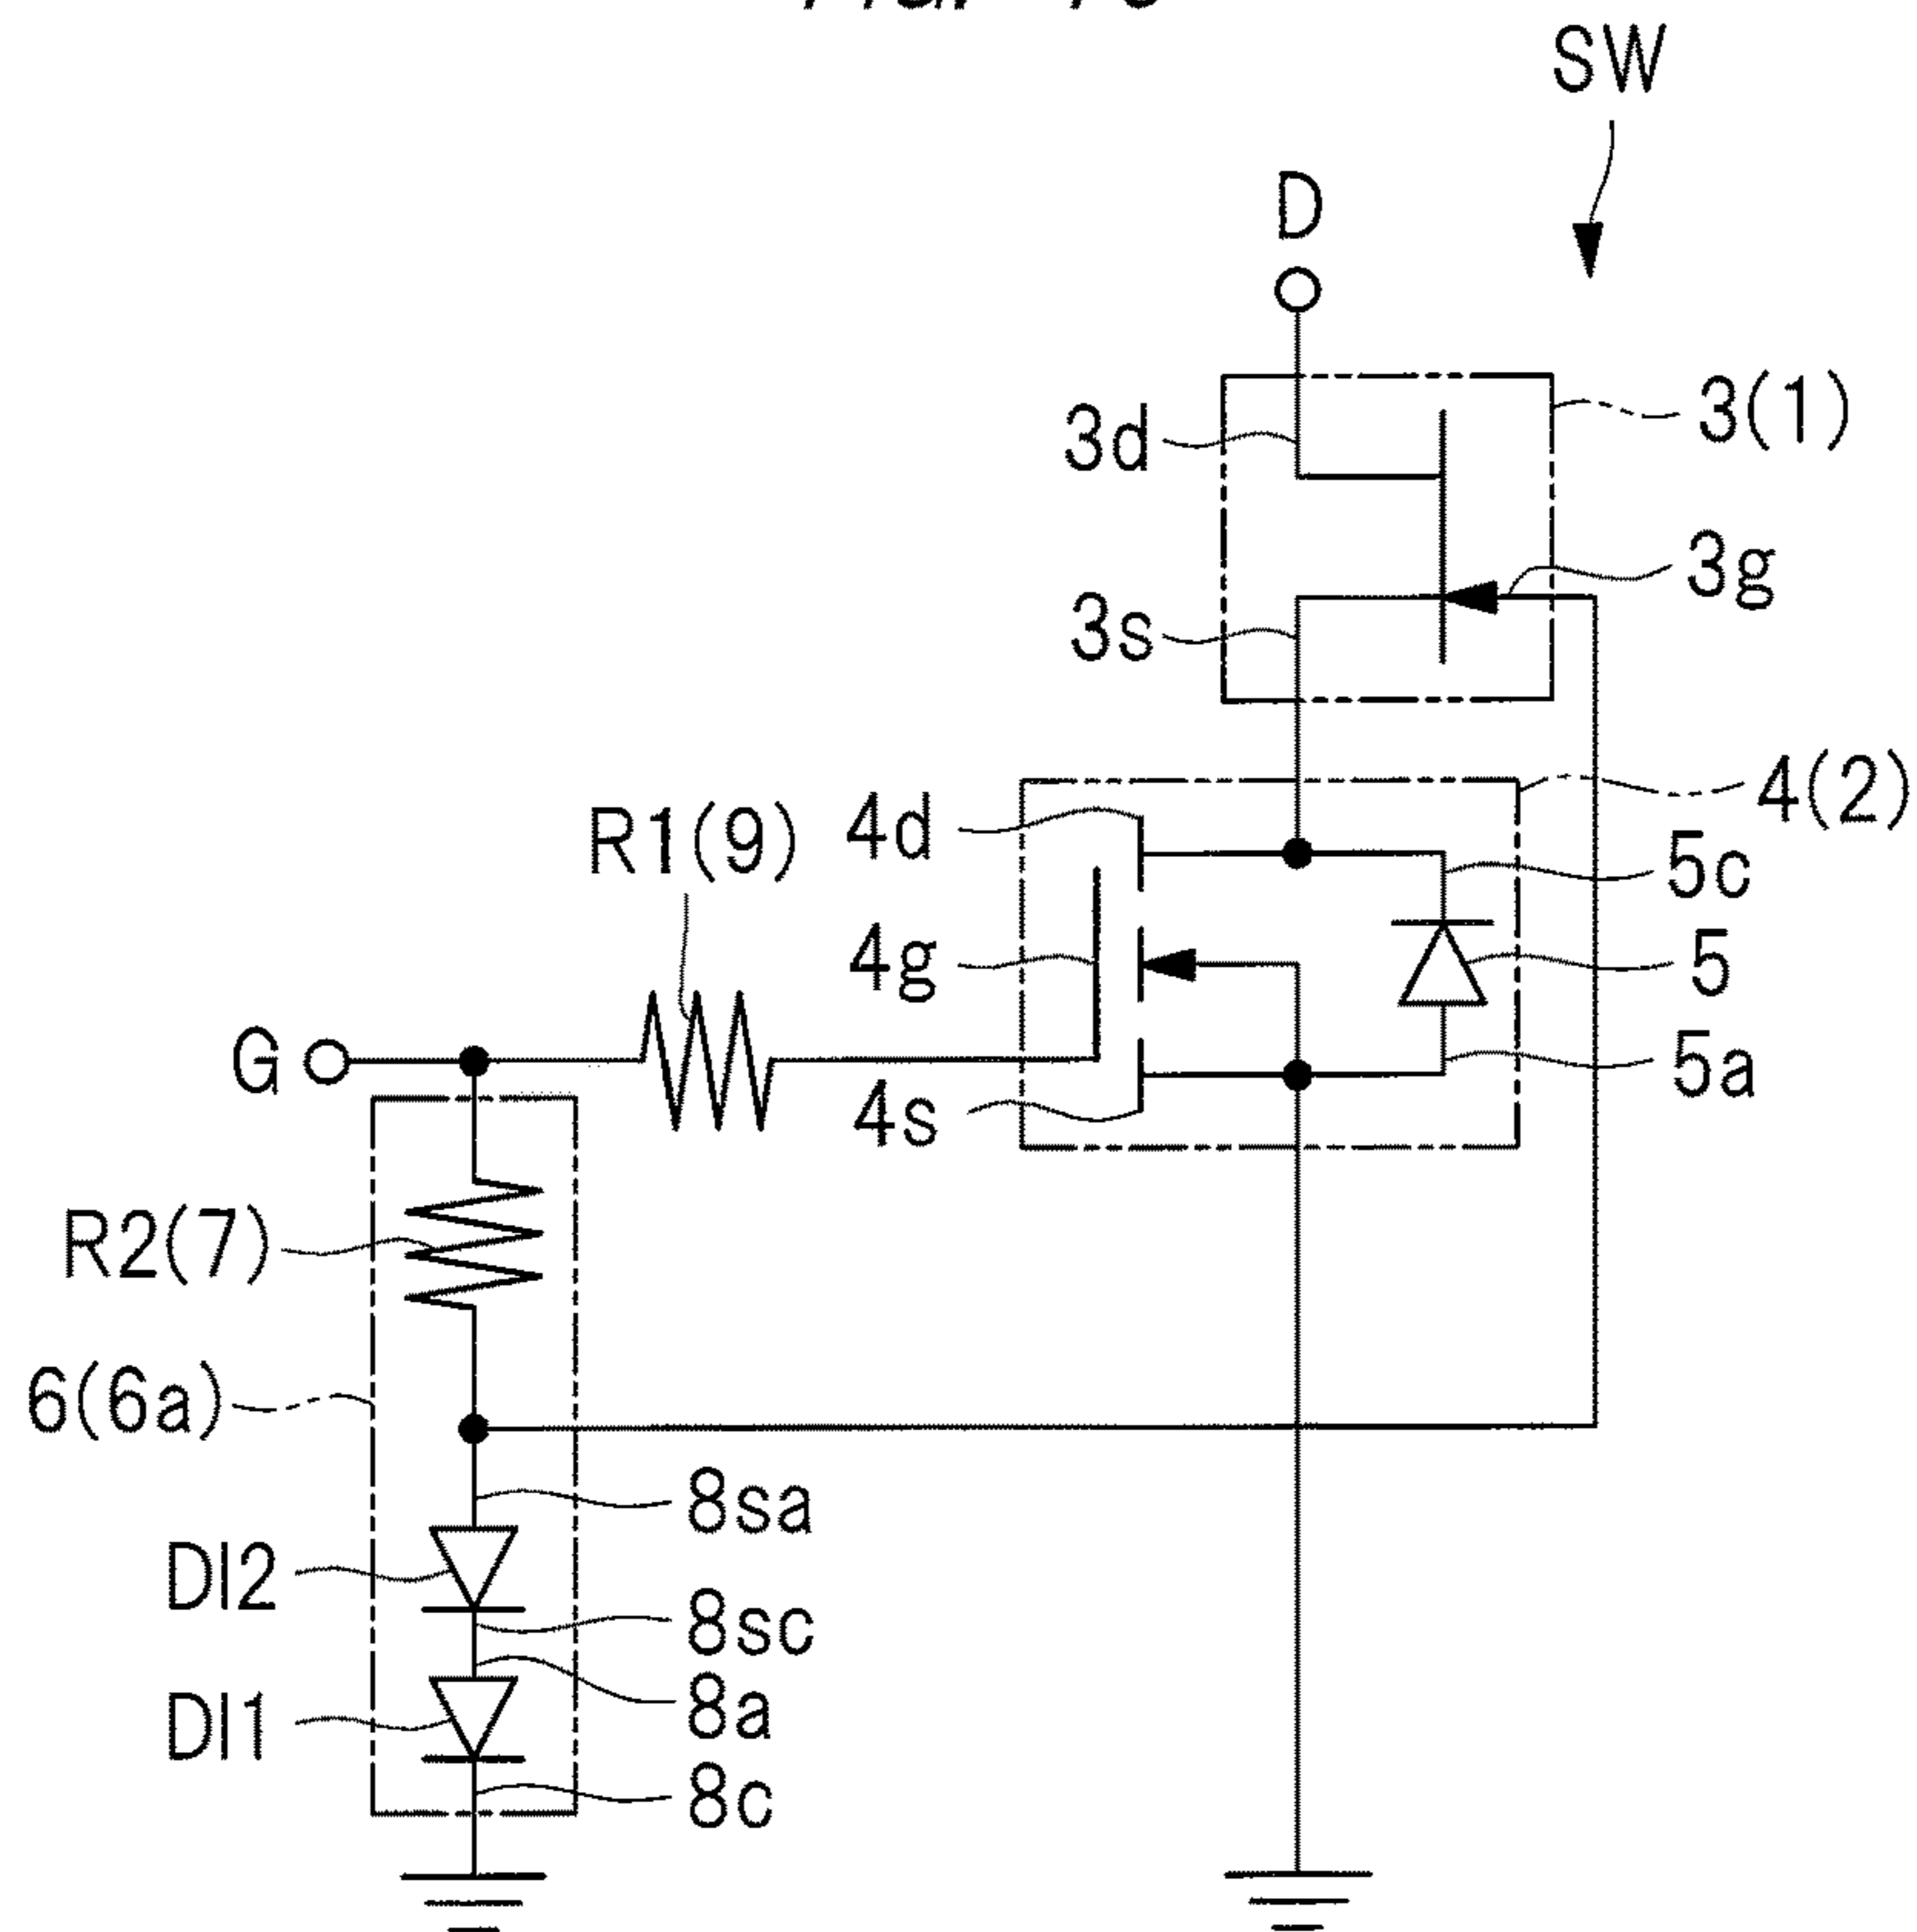 SW
D
3(1)
3d
3g
3s
4(2)
R1(9)
4d
5c
4g
5
G
5a
4s
R2(7)
6(6a)
8sa
DI2
8sc
8a
DI1
8c